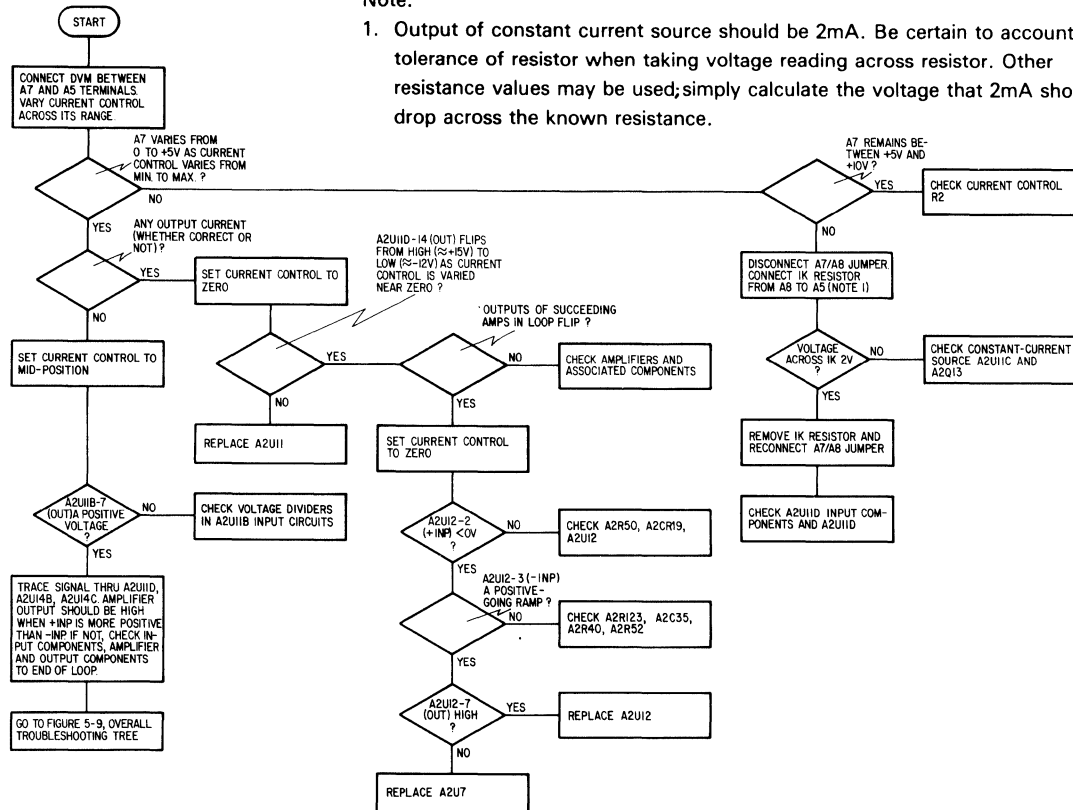 Note:
1. Output of constant current source should be 2mA. Be certain to account
tolerance of resistor when taking voltage reading across resistor. Other
resistance values may be used; simply calculate the voltage that 2mA sho
drop across the known resistance.
START
CONNECT DVM BETWEEN
A7 AND A5 TERMINALS.
VARY CURRENT CONTROL
ACROSS ITS RANGE.
A7 VARIES FROM
0 TO +5V AS CURRENT
CONTROL VARIES FROM
MIN. TO MAX. ?
NO
YES
A7 REMAINS BE-
TWEEN +5V AND
+10V ?
YES
CHECK CURRENT CONTROL
R2
NO
ANY OUTPUT CURRENT
(WHETHER CORRECT OR
NOT) ?
YES
SET CURRENT CONTROL TO
ZERO
NO
A2U11D-14 (OUT) FLIPS
FROM HIGH (≈+15V) TO
LOW (≈-12V) AS CURRENT
CONTROL IS VARIED
NEAR ZERO ?
YES
NO
REPLACE A2U11
OUTPUTS OF SUCCEEDING
AMPS IN LOOP FLIP ?
NO
CHECK AMPLIFIERS AND
ASSOCIATED COMPONENTS
YES
SET CURRENT CONTROL
TO ZERO
DISCONNECT A7/A8 JUMPER.
CONNECT 1K RESISTOR
FROM A8 TO A5 (NOTE 1)
VOLTAGE
ACROSS 1K 2V
?
NO
CHECK CONSTANT-CURRENT
SOURCE A2U11C AND
A2Q13
YES
REMOVE 1K RESISTOR AND
RECONNECT A7/A8 JUMPER
CHECK A2U11D INPUT COM-
PONENTS AND A2U11D
SET CURRENT CONTROL TO
MID-POSITION
A2U11B-7
(OUT) A POSITIVE
VOLTAGE
?
NO
CHECK VOLTAGE DIVIDERS
IN A2U11B INPUT CIRCUITS
YES
TRACE SIGNAL THRU A2U11D,
A2U14B, A2U14C. AMPLIFIER
OUTPUT SHOULD BE HIGH
WHEN +INP IS MORE POSITIVE
THAN -INP. IF NOT, CHECK IN-
PUT COMPONENTS, AMPLIFIER
AND OUTPUT COMPONENTS
TO END OF LOOP.
GO TO FIGURE 5-9, OVERALL
TROUBLESHOOTING TREE
A2U12-2
(+INP) <0V
?
NO
CHECK A2R50, A2CR19,
A2U12
YES
A2U12-3 (-INP)
A POSITIVE-
GOING RAMP ?
NO
CHECK A2R123, A2C35,
A2R40, A2R52
YES
A2U12-7
(OUT) HIGH
?
YES
REPLACE A2U12
NO
REPLACE A2U7